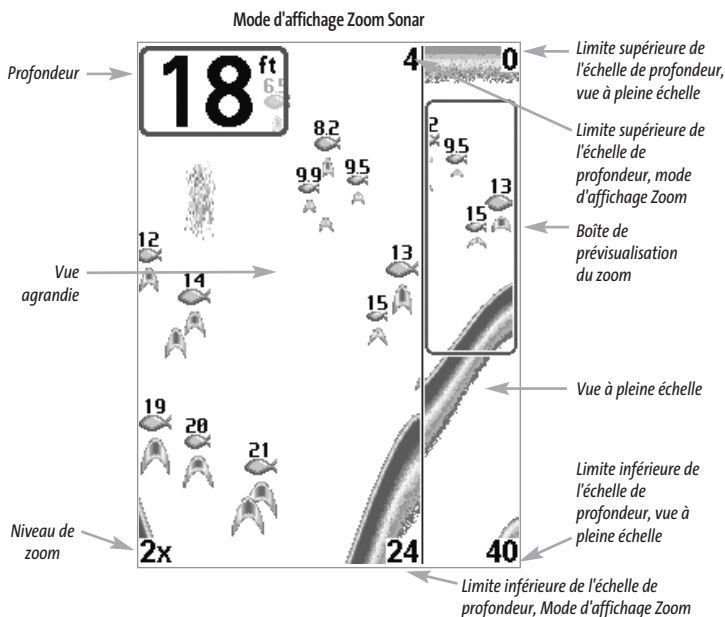 Mode d'affichage Zoom Sonar
Profondeur
18 ft
6.5
4
0
Limite supérieure de
l'échelle de profondeur,
vue à pleine échelle
Limite supérieure de
l'échelle de
profondeur, mode
d'affichage Zoom
8.2
9.9
9.5
2
9.5
13
15
Boîte de
prévisualisation
du zoom
12
14
13
15
Vue
agrandie
Vue à pleine échelle
19
20
21
Limite inférieure de
l'échelle de
profondeur, vue à
pleine échelle
Niveau de
zoom
2x
24
40
Limite inférieure de l'échelle de
profondeur, Mode d'affichage Zoom